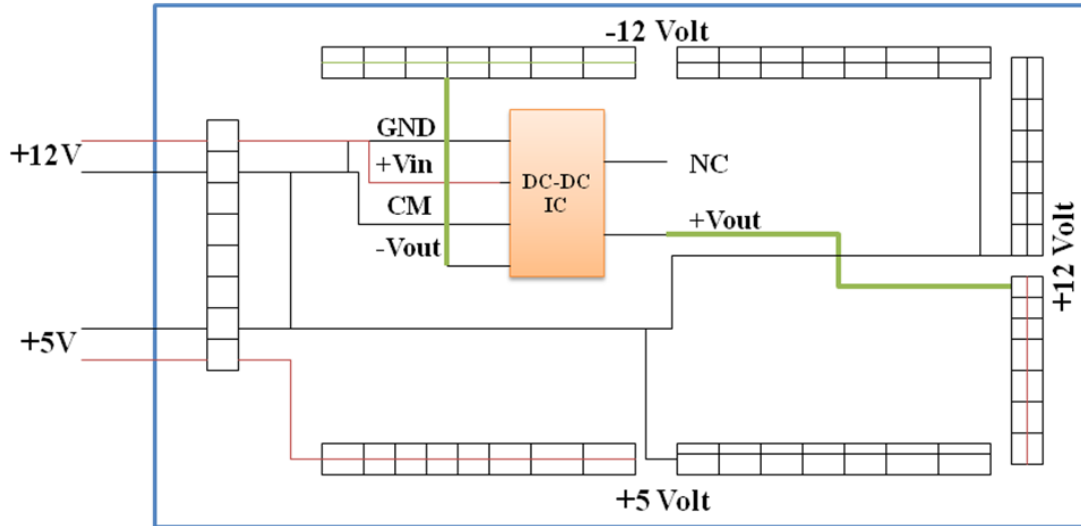 -12 Volt
GND
+12V
+Vin
DC-DC
IC
NC
CM
+Vout
-Vout
+12 Volt
+5V
+5 Volt